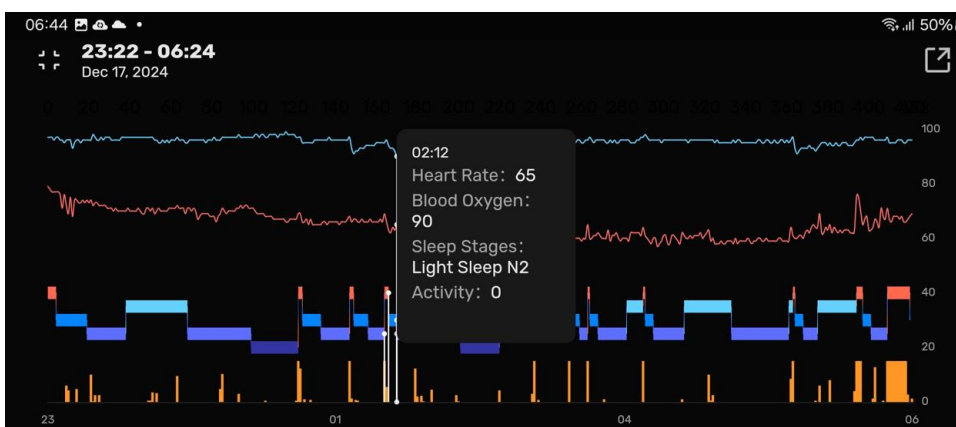 06:44
50%
23:22 - 06:24
Dec 17, 2024
0 20 40 60 80 100 120 140 160 180 200 220 240 260 280 300 320 340 360 380 400
100
02:12
Heart Rate: 65
80
Blood Oxygen:
90
60
Sleep Stages:
Light Sleep N2
Activity: 0
40
20
0
23 01 04 06